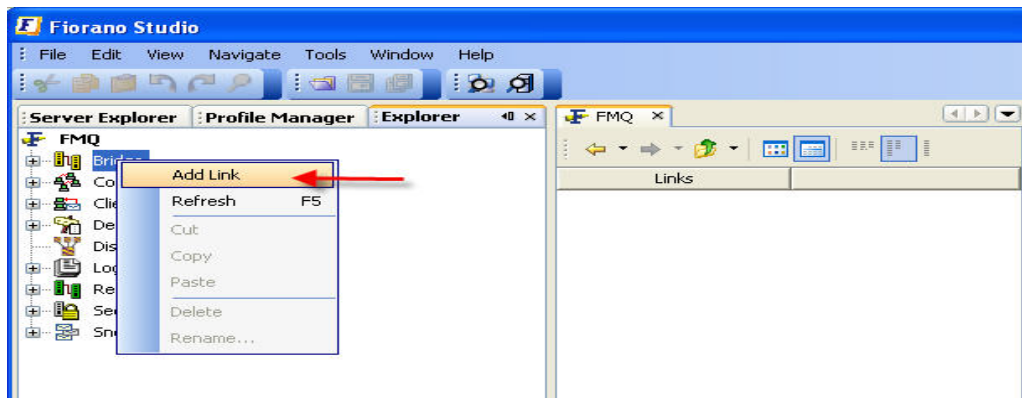 Fiorano Studio
File Edit View Navigate Tools Window Help
Server Explorer Profile Manager Explorer
FMQ
FMQ
Links
Add Link
Refresh F5
Cut
Copy
Paste
Delete
Rename...